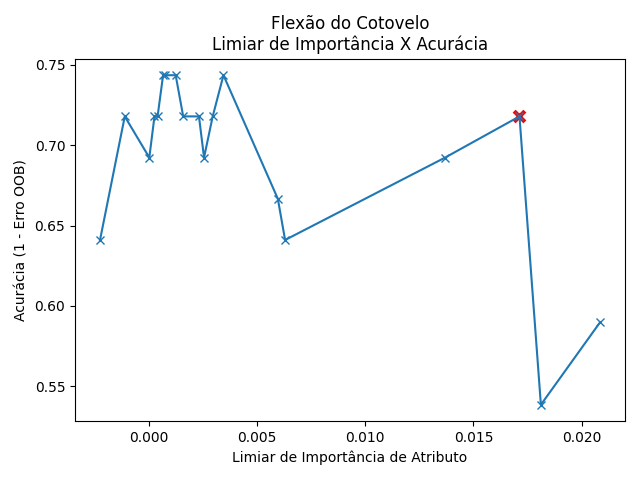 Flexão do Cotovelo
Limiar de Importância X Acurácia
Acurácia (1 - Erro OOB)
0.75
0.70
0.65
0.60
0.55
0.000 0.005 0.010 0.015 0.020
Limiar de Importância de Atributo